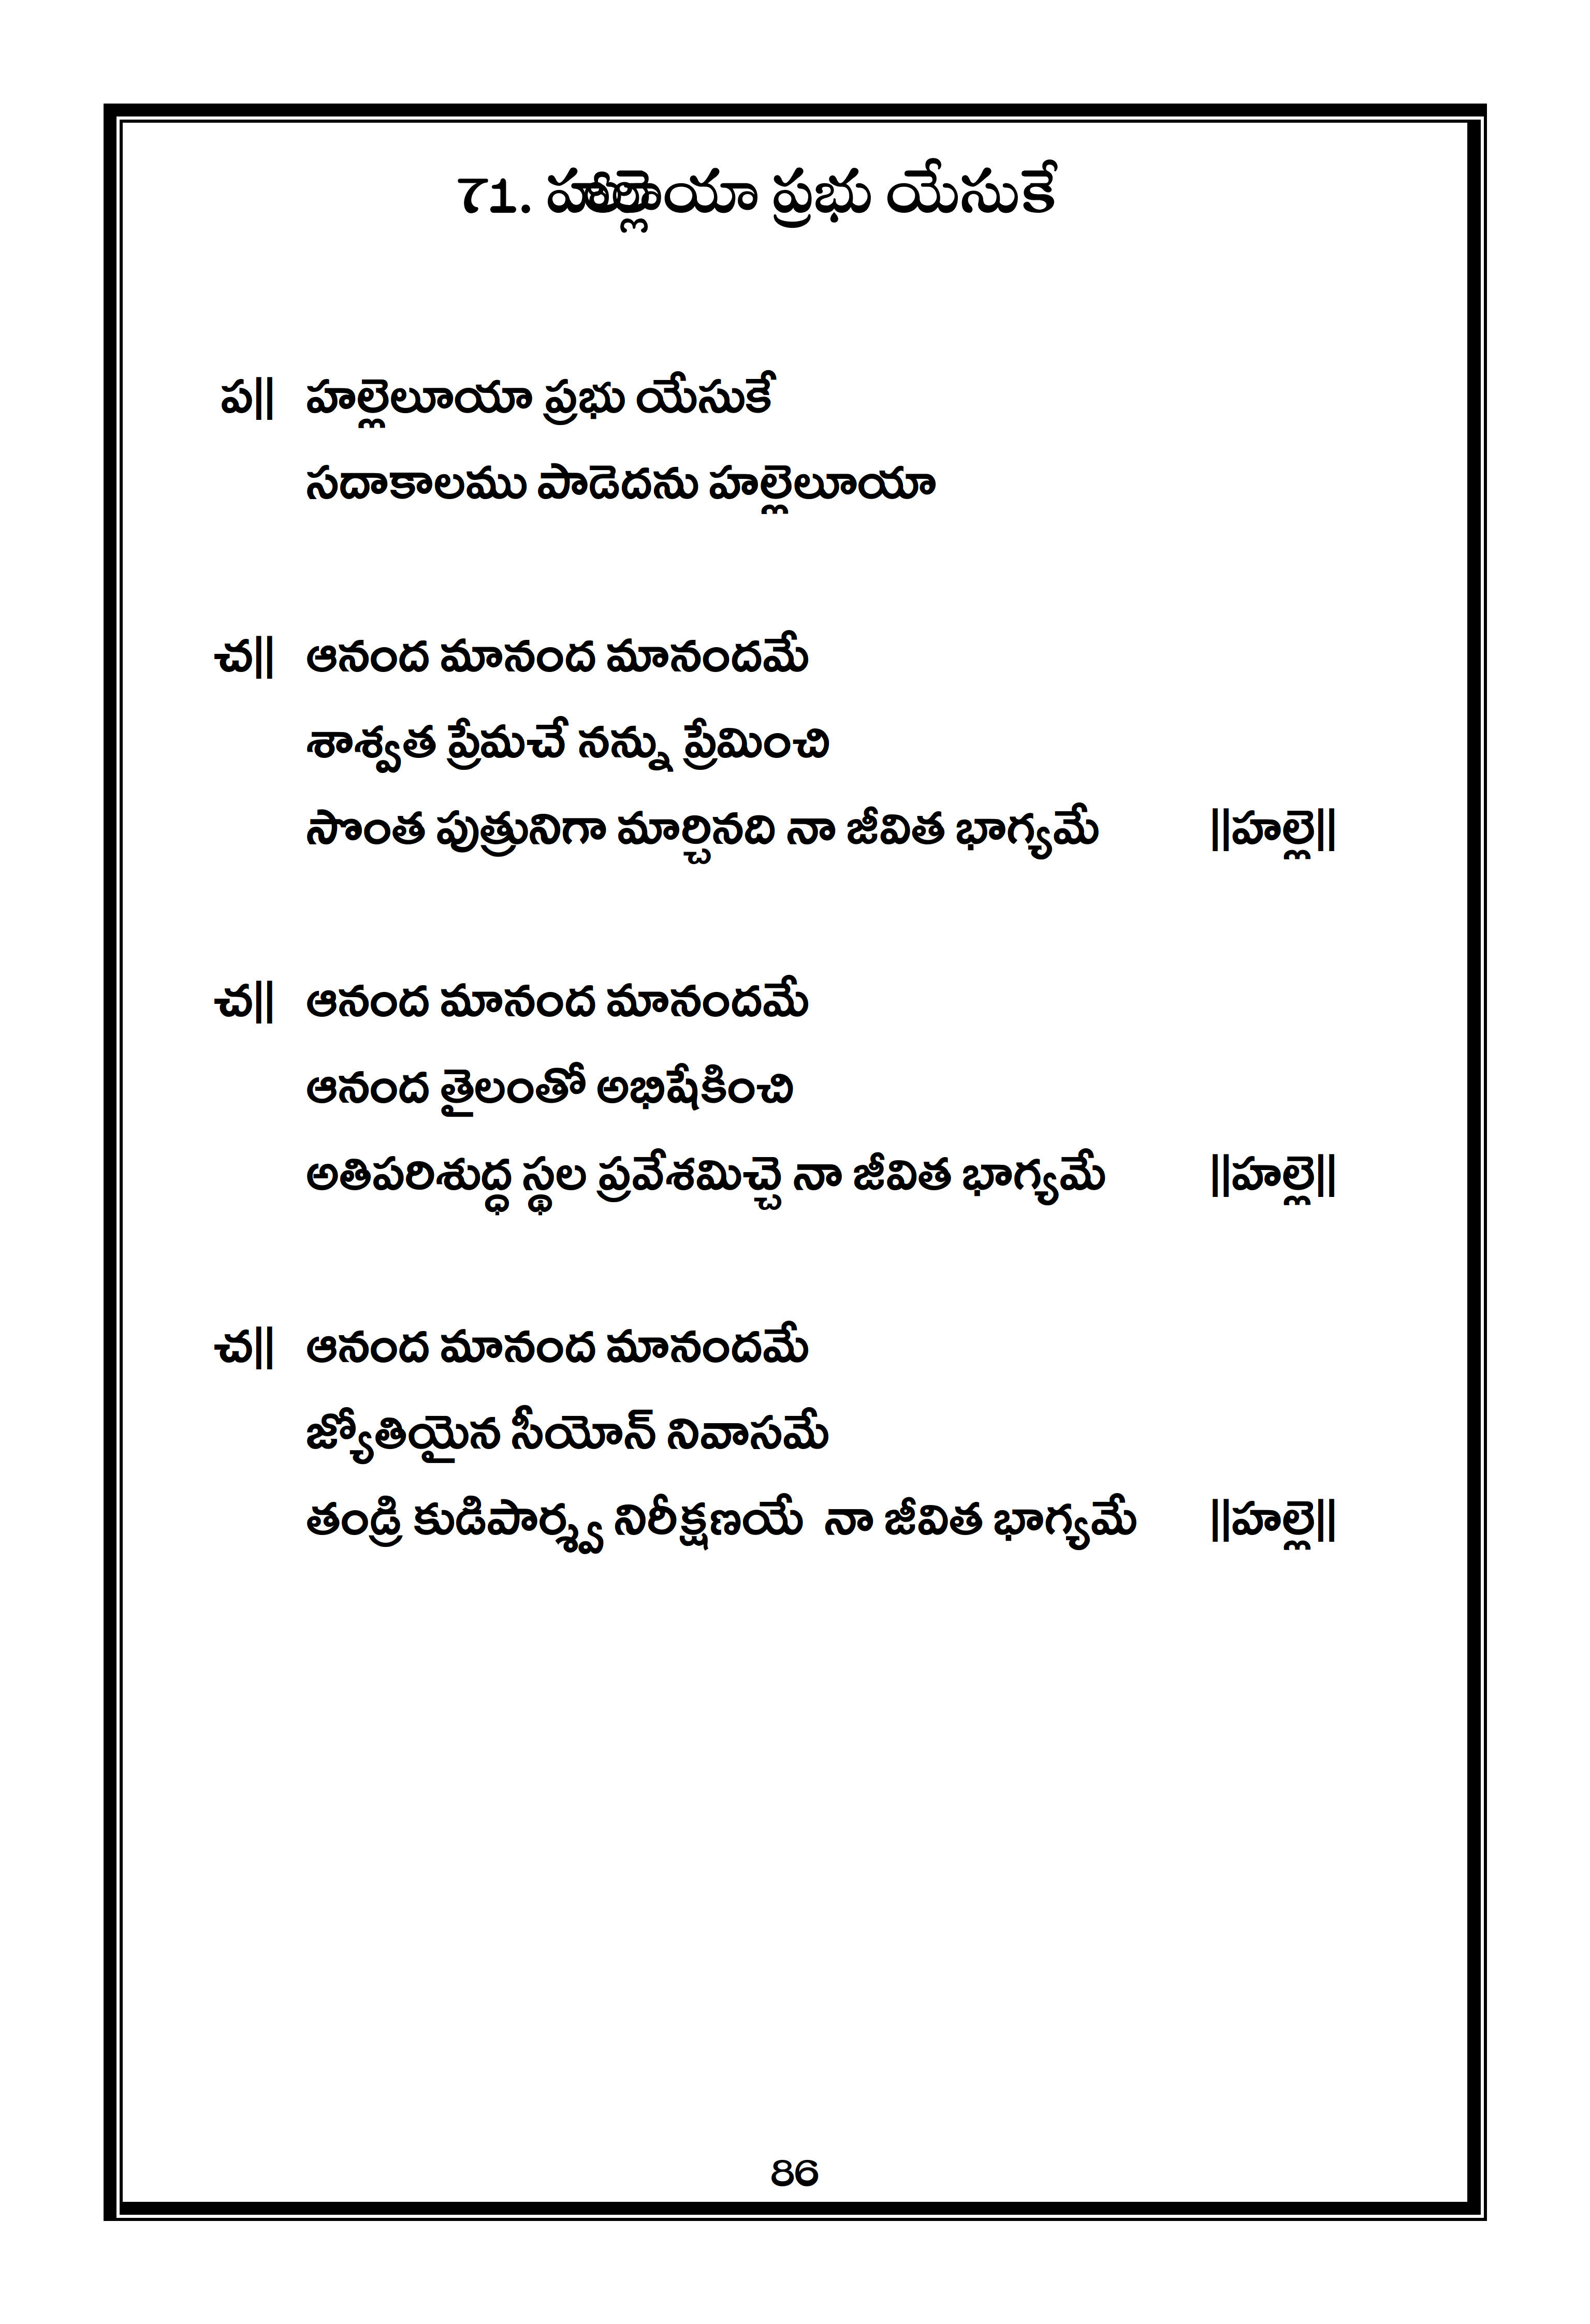 71. హల్లెలూయా ప్రభు యేసుకే
ప॥ హల్లెలూయా ప్రభు యేసుకే
సదాకాలము పాడెదను హల్లెలూయా
చ॥ ఆనంద మానంద మానందమే
శాశ్వత ప్రేమచే నన్ను ప్రేమించి
సొంత పుత్రునిగా మార్చినది నా జీవిత భాగ్యమే ॥హల్లె॥
చ॥ ఆనంద మానంద మానందమే
ఆనంద తైలంతో అభిషేకించి
అతిపరిశుద్ధ స్థల ప్రవేశమిచ్చె నా జీవిత భాగ్యమే ॥హల్లె॥
చ॥ ఆనంద మానంద మానందమే
జ్యోతియైన సీయోన్ నివాసమే
తండ్రి కుడిపార్శ్వ నిరీక్షణయే నా జీవిత భాగ్యమే ॥హల్లె॥
86